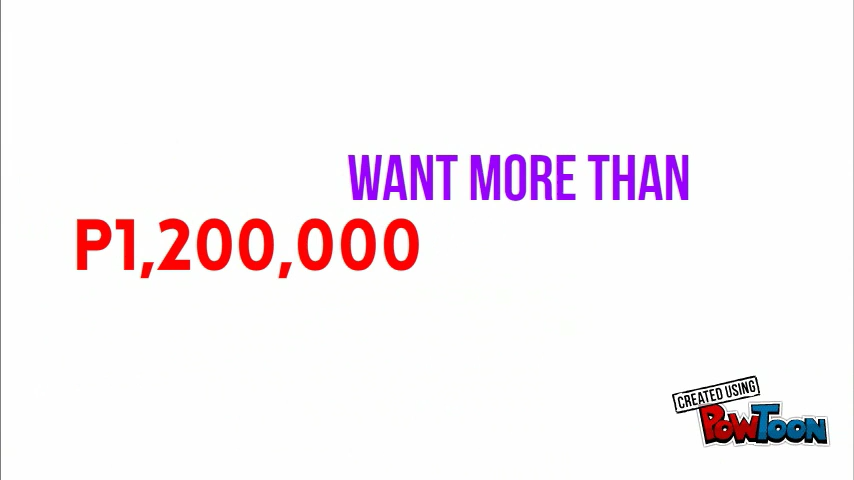 WANT MORE THAN
P1,200,000
CREATED USING
POWTOON